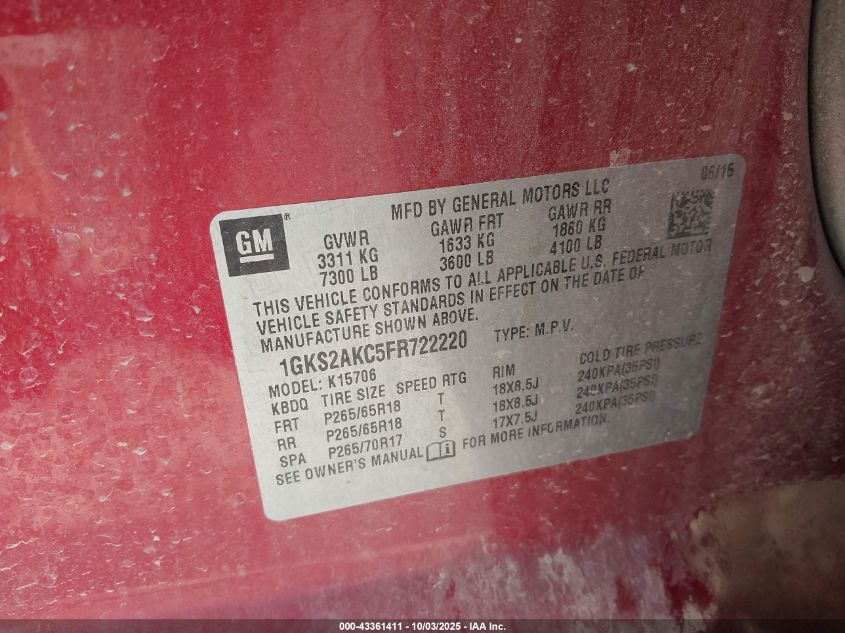 GM ®
MFD BY GENERAL MOTORS LLC 06/15
GVWR GAWR FRT GAWR RR
3311 KG 1633 KG 1860 KG
7300 LB 3600 LB 4100 LB
THIS VEHICLE CONFORMS TO ALL APPLICABLE U.S. FEDERAL MOTOR
VEHICLE SAFETY STANDARDS IN EFFECT ON THE DATE OF
MANUFACTURE SHOWN ABOVE.
1GKS2AKC5FR722220 TYPE: M.P.V.
MODEL: K15706
KBDQ TIRE SIZE SPEED RTG RIM COLD TIRE PSI
FRT P265/65R18 T 18X8.5J 240KPA(35PSI)
RR P265/65R18 T 18X8.5J 240KPA(35PSI)
SPA P265/70R17 S 17X7.5J 240KPA(35PSI)
SEE OWNER'S MANUAL FOR MORE INFORMATION.
000-43361411 - 10/03/2025 - IAA Inc.